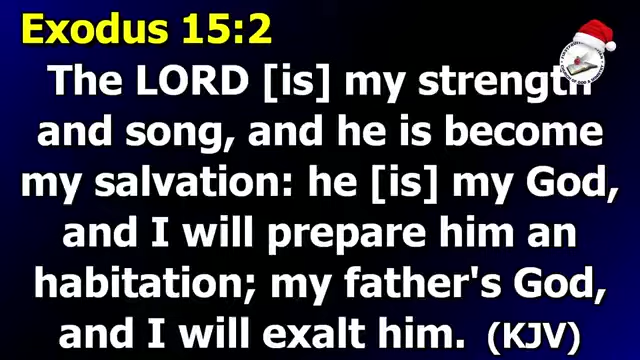 Exodus 15:2
The LORD [is] my strength
and song, and he is become
my salvation: he [is] my God,
and I will prepare him an
habitation; my father's God,
and I will exalt him. (KJV)